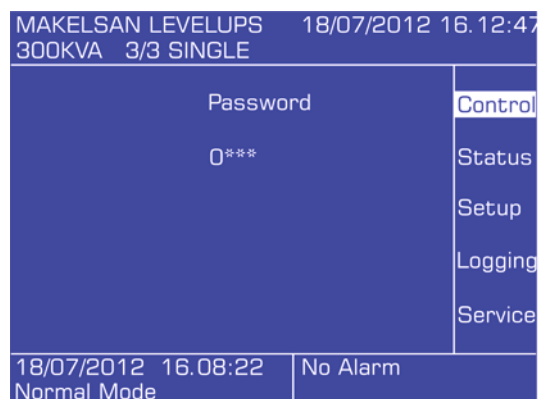 MAKELSAN LEVELUPS 18/07/2012 16.12:47
300KVA 3/3 SINGLE
Password
0***
Control
Status
Setup
Logging
Service
18/07/2012 16.08:22 No Alarm
Normal Mode